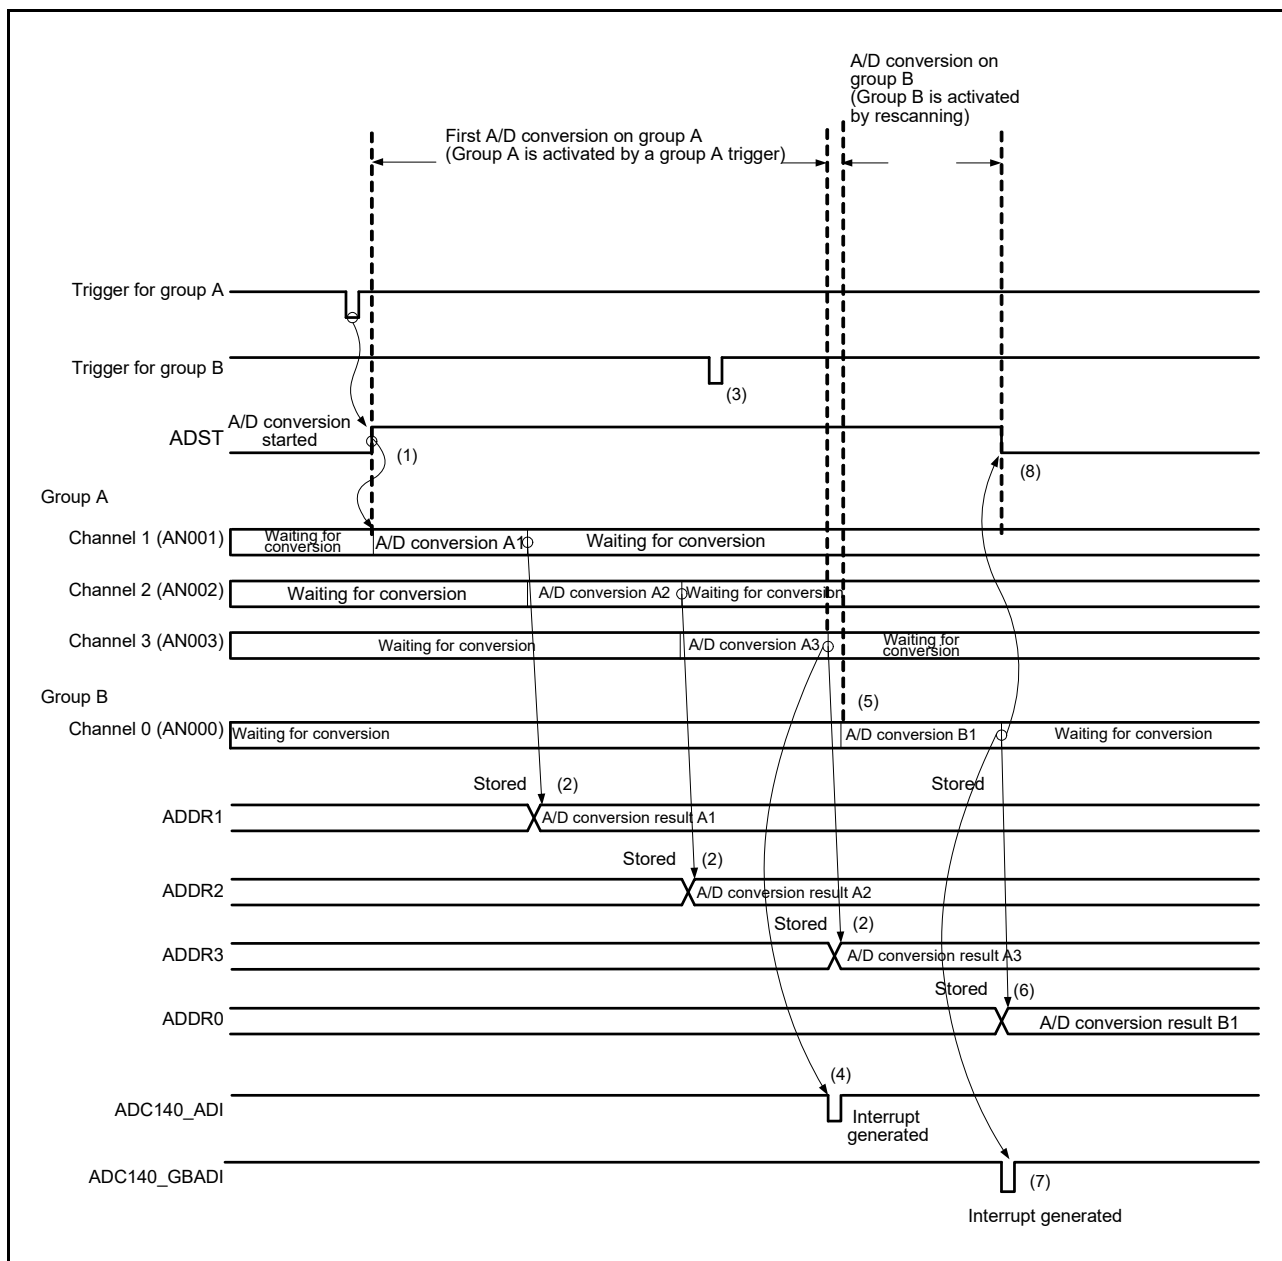 A/D conversion on
group B
(Group B is activated
by rescanning)
First A/D conversion on group A
(Group A is activated by a group A trigger)
Trigger for group A
Trigger for group B
(3)
A/D conversion
started
ADST
(1)
(8)
Group A
Channel 1 (AN001)
Waiting for
conversion
A/D conversion A1
Waiting for conversion
Channel 2 (AN002)
Waiting for conversion
A/D conversion A2
Waiting for conversion
Channel 3 (AN003)
Waiting for conversion
A/D conversion A3
Waiting for
conversion
Group B
(5)
Channel 0 (AN000)
Waiting for conversion
A/D conversion B1
Waiting for conversion
Stored
(2)
Stored
ADDR1
A/D conversion result A1
Stored
(2)
ADDR2
A/D conversion result A2
Stored
(2)
ADDR3
A/D conversion result A3
Stored
(6)
ADDR0
A/D conversion result B1
(4)
ADC140_ADI
Interrupt
generated
ADC140_GBADI
(7)
Interrupt generated